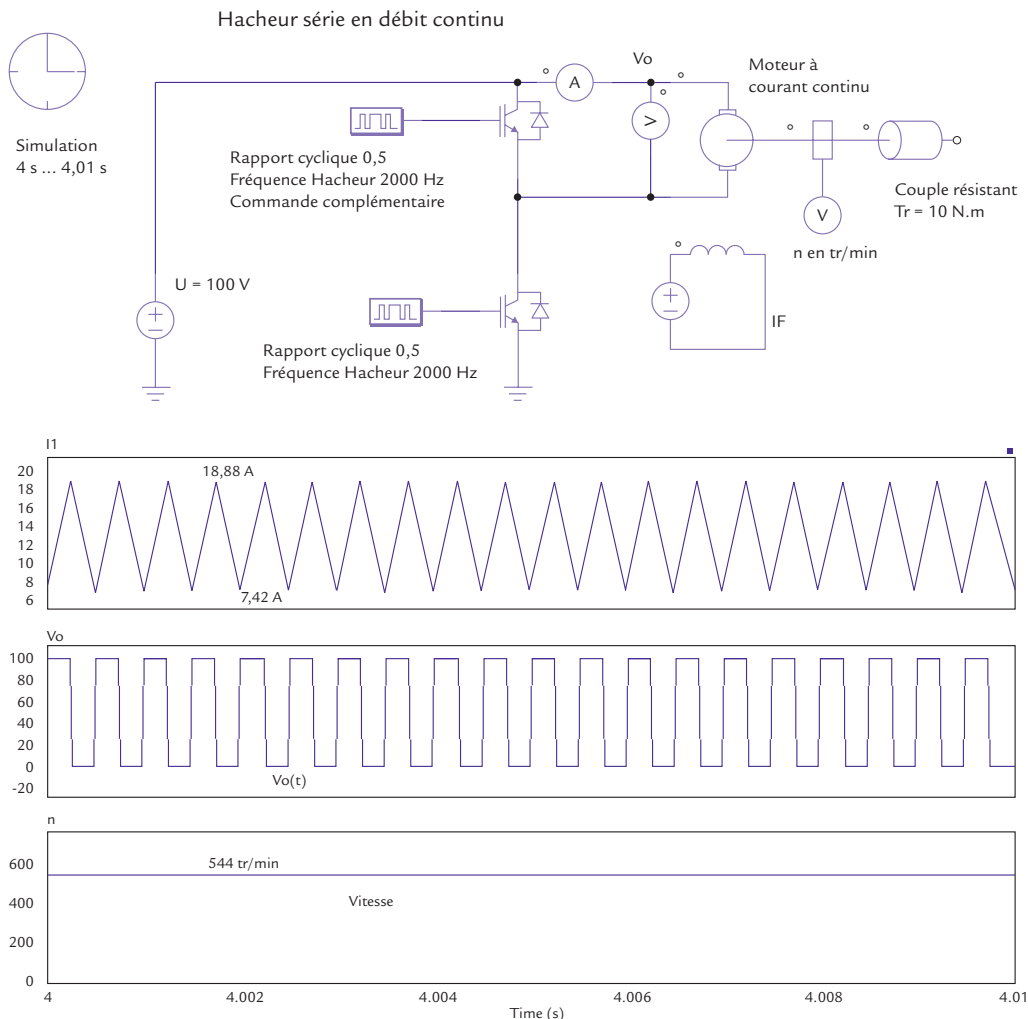 Hacheur série en débit continu
Vo
A
Moteur à
courant continu
Simulation
4 s ... 4,01 s
Rapport cyclique 0,5
Fréquence Hacheur 2000 Hz
Commande complémentaire
V
Couple résistant
Tr = 10 N.m
V
n en tr/min
U = 100 V
IF
Rapport cyclique 0,5
Fréquence Hacheur 2000 Hz
I1
20
18
16
14
12
10
8
6
18,88 A
7,42 A
Vo
100
80
60
40
20
0
-20
Vo(t)
n
600
400
200
0
544 tr/min
Vitesse
4
4.002
4.004
4.006
4.008
4.01
Time (s)